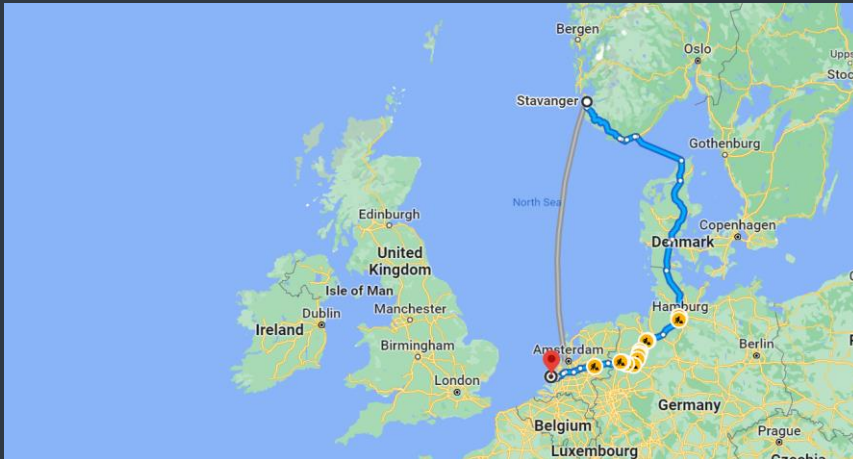 Bergen
Oslo
Upps
Stoc
Stavanger
Gothenburg
North Sea
Edinburgh
Copenhagen
Denmark
United
Kingdom
Isle of Man
Hamburg
Dublin
Manchester
Ireland
Amsterdam
Berlin
Birmingham
London
Germany
Belgium
Prague
Luxembourg
Czechia